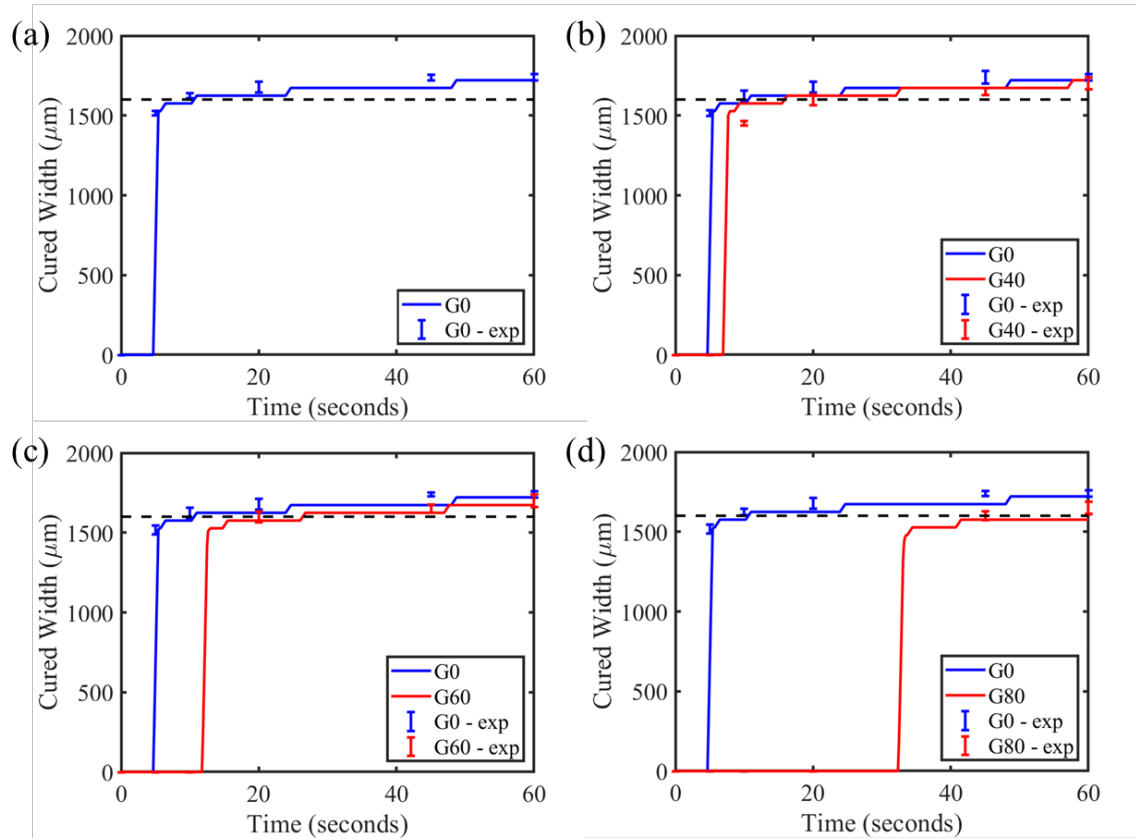 (a)
2000
1500
1000
500
0
Cured Width (μm)
0 20 40 60
Time (seconds)
G0
G0 - exp
(b)
2000
1500
1000
500
0
Cured Width (μm)
0 20 40 60
Time (seconds)
G0
G40
G0 - exp
G40 - exp
(c)
2000
1500
1000
500
0
Cured Width (μm)
0 20 40 60
Time (seconds)
G0
G60
G0 - exp
G60 - exp
(d)
2000
1500
1000
500
0
Cured Width (μm)
0 20 40 60
Time (seconds)
G0
G80
G0 - exp
G80 - exp